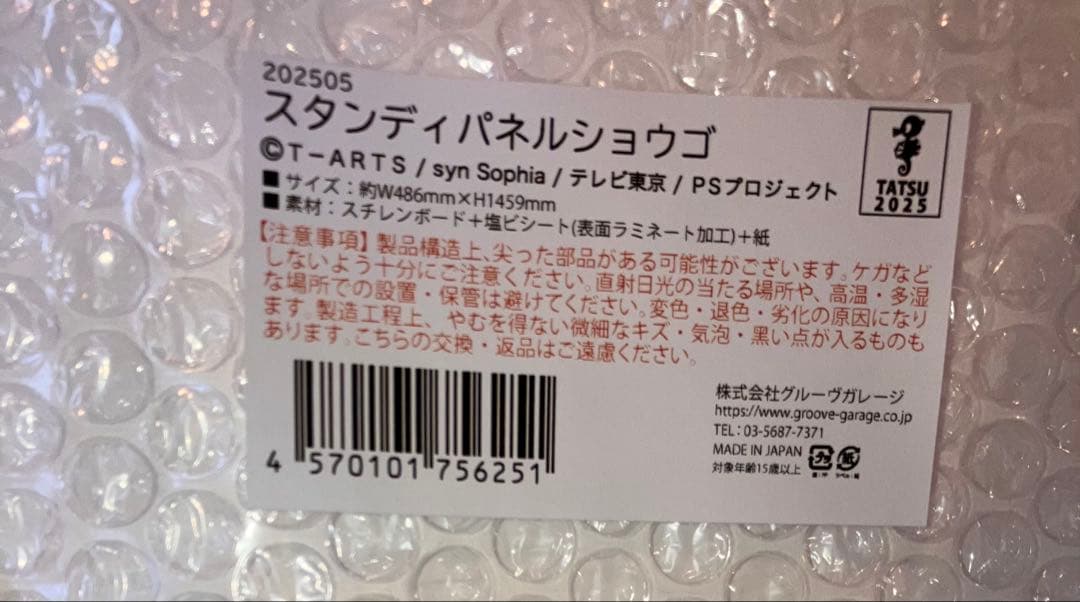 202505
スタンディパネルショウゴ
©T-ARTS / syn Sophia / テレビ東京 / PSプロジェクト
■ サイズ：約W486mm×H1459mm
■ 素材：スチレンボード＋塩ビシート(表面ラミネート加工)＋紙
【注意事項】製品構造上、尖った部品がある可能性がございます。ケガなど
しないよう十分にご注意ください。直射日光の当たる場所や、高温・多湿
な場所での設置・保管は避けてください。変色・退色・劣化の原因になり
ます。製造工程上、やむを得ない微細なキズ・気泡・黒い点が入るものも
あります。こちらの交換・返品はご遠慮ください。
TATSU
2025
4 570101 756251
株式会社グルーヴガレージ
https://www.groove-garage.co.jp
TEL：03-5687-7371
MADE IN JAPAN
対象年齢15歳以上
プラ 紙